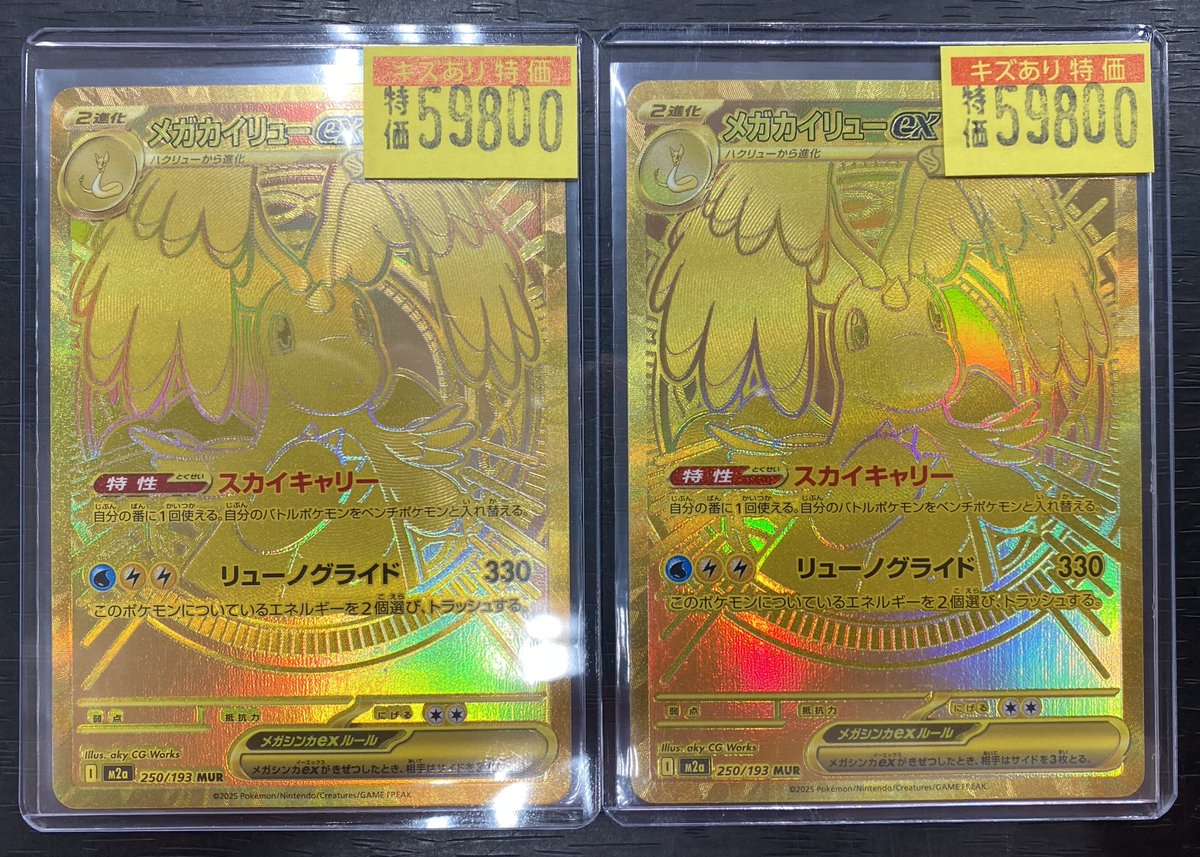 キズあり 特価
特価 59800
2進化
メガカイリューex
ハクリューから進化
特性 とくせい スカイキャリー
自分の番に1回使える。自分のバトルポケモンをベンチポケモンと入れ替える。
リューノグライド 330
このポケモンについているエネルギーを2個選び、トラッシュする。
弱点 抵抗力 にげる
メガシンカexルール
メガシンカexがきぜつしたとき、相手はサイドを
Illus. aky CG Works
I m2a 250/193 MUR
©2025 Pokémon/Nintendo/Creatures/GAME FREAK
キズあり 特価
特価 59800
2進化
メガカイリューex
ハクリューから進化
特性 とくせい スカイキャリー
自分の番に1回使える。自分のバトルポケモンをベンチポケモンと入れ替える。
リューノグライド 330
このポケモンについているエネルギーを2個選び、トラッシュする。
弱点 抵抗力 にげる
メガシンカexルール
メガシンカexがきぜつしたとき、相手はサイドを3枚とる。
Illus. aky CG Works
I m2a 250/193 MUR
©2025 Pokémon/Nintendo/Creatures/GAME FREAK